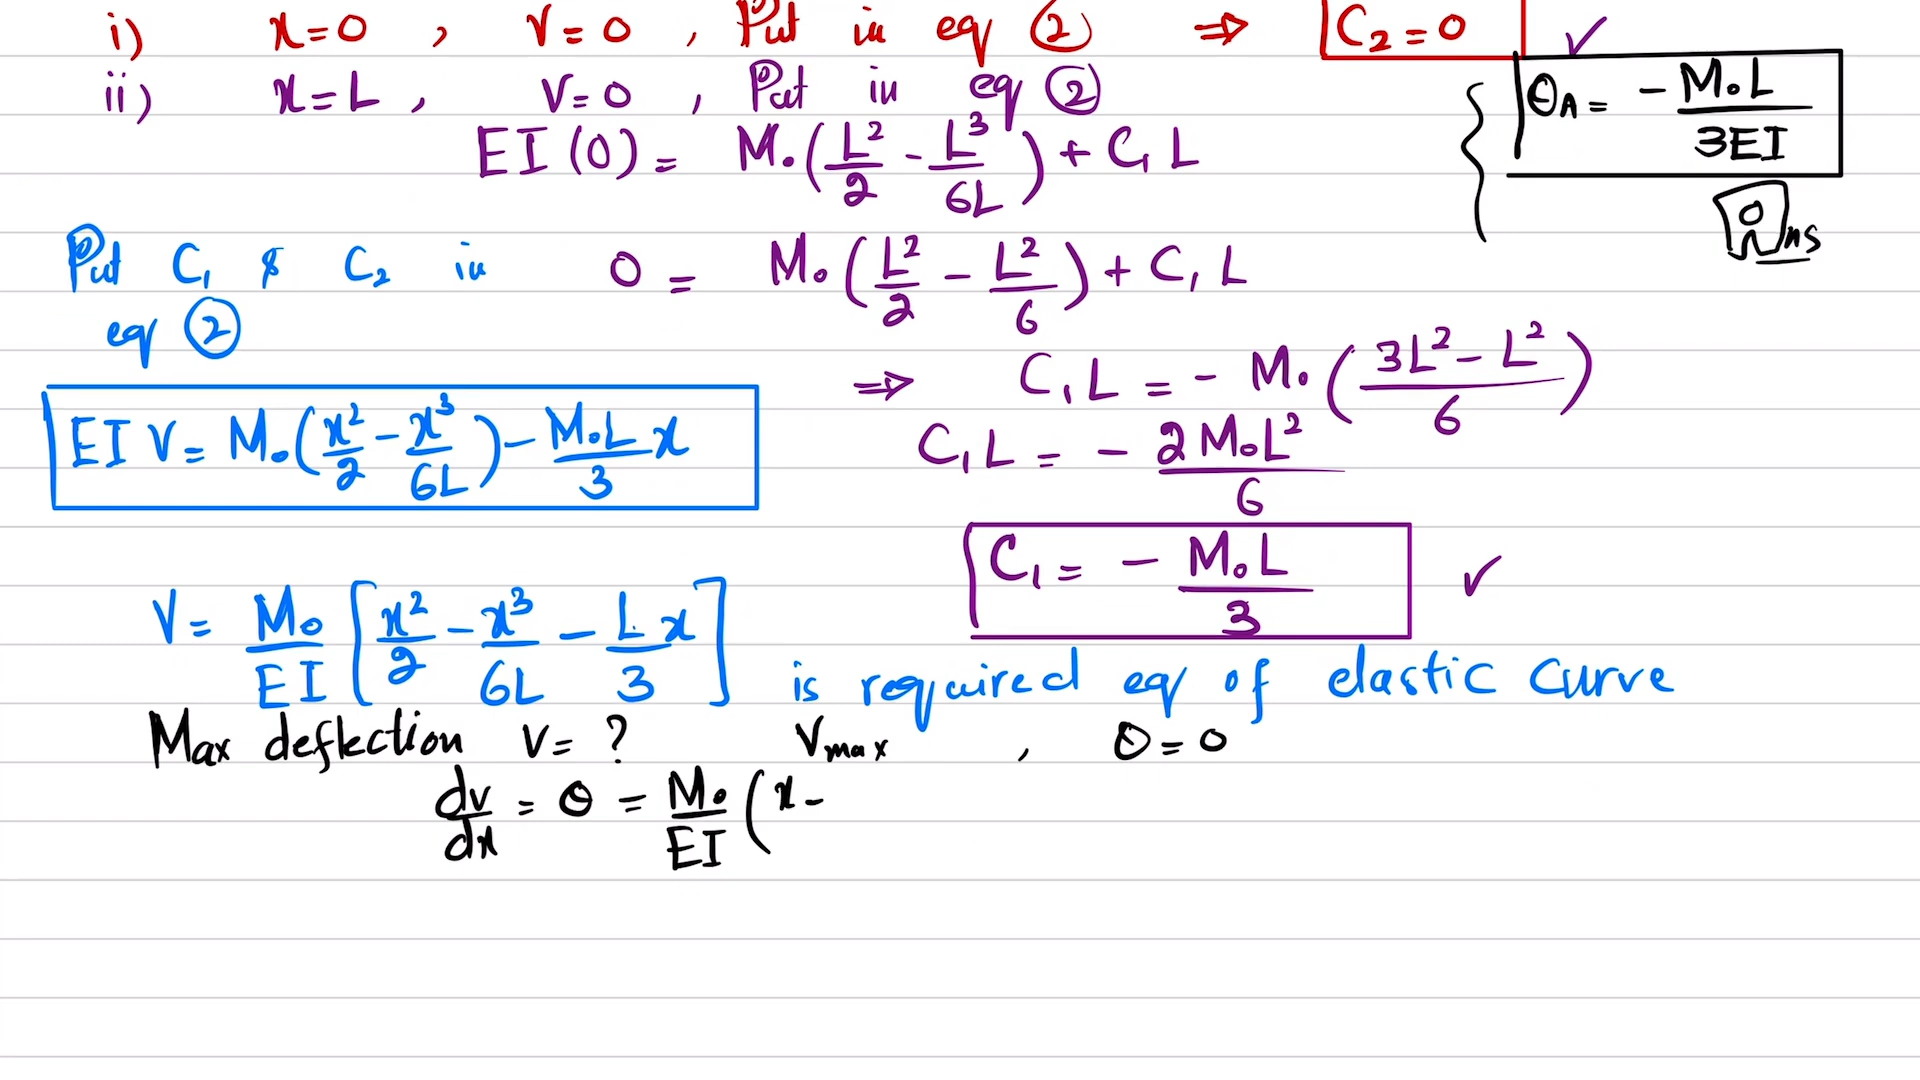 i) x=0 , v=0 , Put in eq ② ⇒ C₂=0 ✓
ii) x=L , v=0 , Put in eq ②
θA = -M₀L/3EI
EI(0) = M₀(L²/2 - L³/6L) + C₁L
Ans
Put C₁ & C₂ in
0 = M₀(L²/2 - L²/6) + C₁L
eq ②
⇒ C₁L = -M₀((3L²-L²)/6)
EI V = M₀(x²/2 - x³/6L) - M₀L/3 x
C₁L = - 2M₀L²/6
C₁ = - M₀L/3 ✓
V = M₀/EI [x²/2 - x³/6L - Lx/3] is required eq of elastic curve
Max deflection V=? Vmax , θ=0
dv/dx = θ = M₀/EI (x-